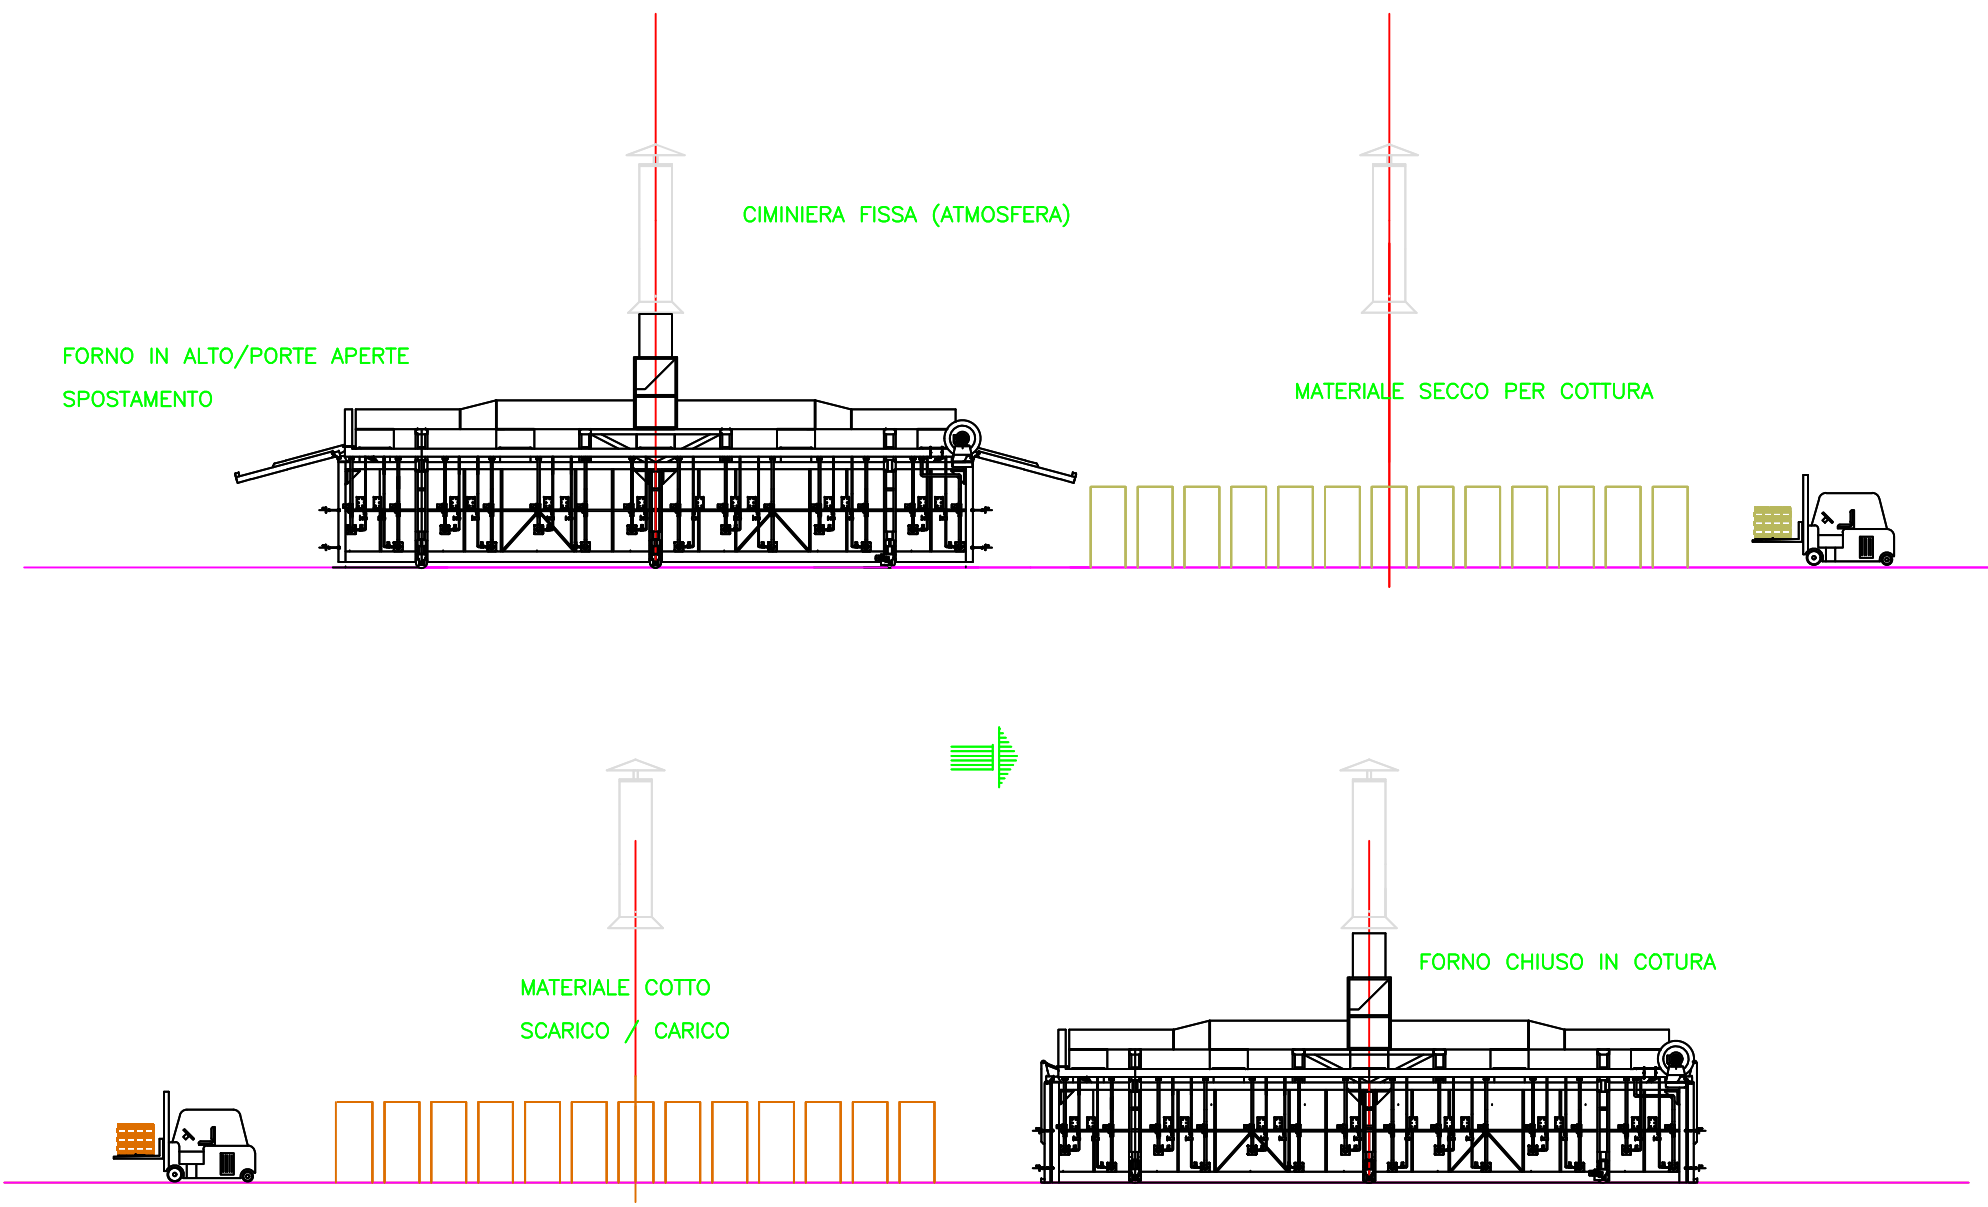 CIMINIERA FISSA (ATMOSFERA)
FORNO IN ALTO/PORTE APERTE
SPOSTAMENTO
MATERIALE SECCO PER COTTURA
FORNO CHIUSO IN COTURA
MATERIALE COTTO
SCARICO / CARICO